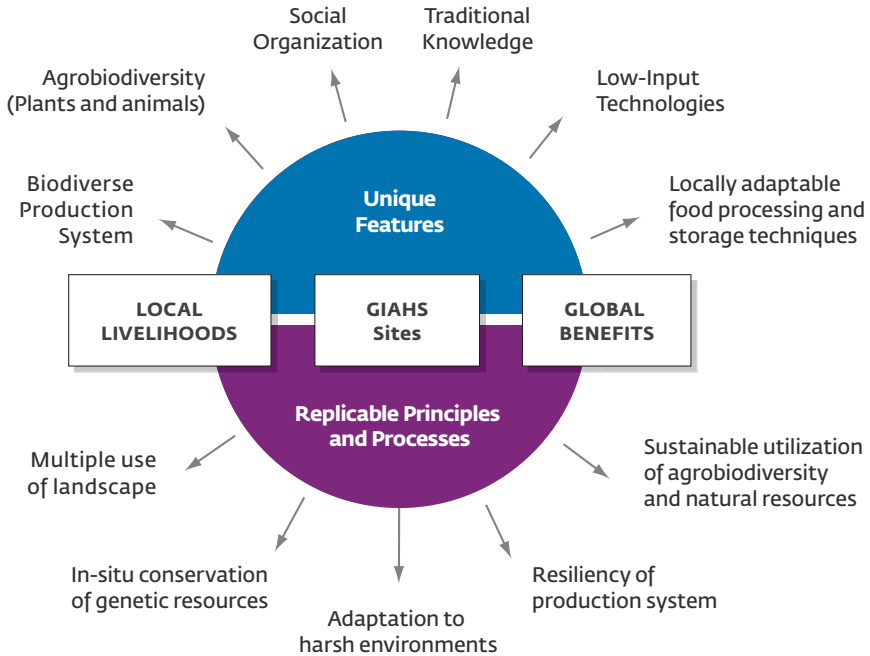 Social
Organization
Traditional
Knowledge
Agrobiodiversity
(Plants and animals)
Low-Input
Technologies
Biodiverse
Production
System
Unique
Features
Locally adaptable
food processing and
storage techniques
LOCAL
LIVELIHOODS
GIAHS
Sites
GLOBAL
BENEFITS
Replicable Principles
and Processes
Multiple use
of landscape
Sustainable utilization
of agrobiodiversity
and natural resources
In-situ conservation
of genetic resources
Resiliency of
production system
Adaptation to
harsh environments